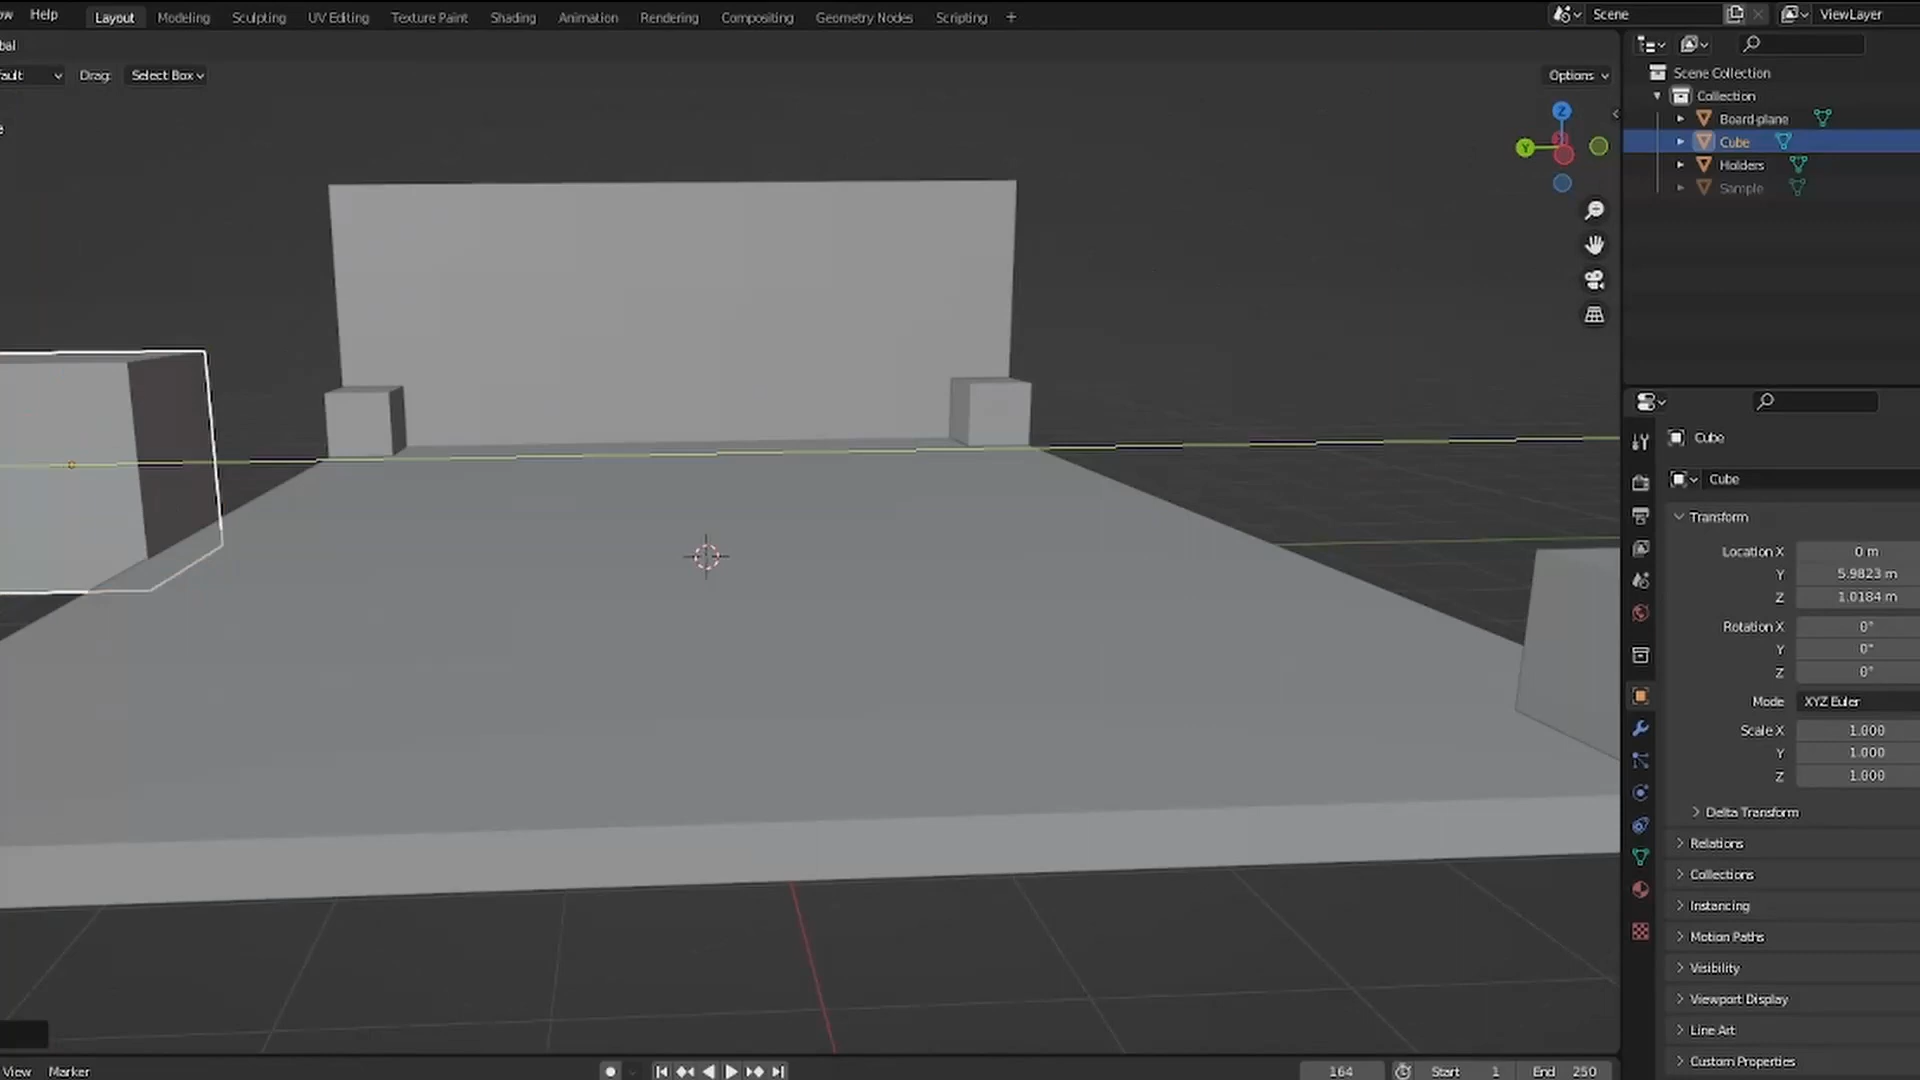 Help Layout Modeling Sculpting UV Editing Texture Paint Shading Animation Rendering Compositing Geometry Nodes Scripting + Scene ViewLayer
Drag: Select Box Options
Scene Collection
Collection
Board-plane
Cube
Holders
Sample
Z
Y
Cube
Cube
Transform
Location X 0 m
Y 5.9823 m
Z 1.0184 m
Rotation X 0°
Y 0°
Z 0°
Mode XYZ Euler
Scale X 1.000
Y 1.000
Z 1.000
Delta Transform
Relations
Collections
Instancing
Motion Paths
Visibility
Viewport Display
Line Art
Custom Properties
View Marker 164 Start 1 End 250